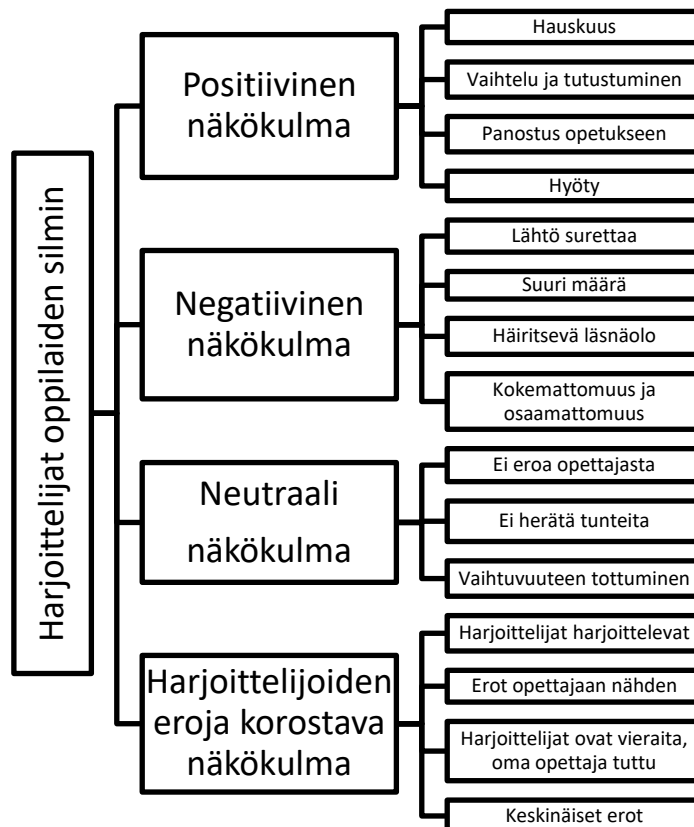 Harjoittelijat oppilaiden silmin
Positiivinen
näkökulma
Hauskuus
Vaihtelu ja tutustuminen
Panostus opetukseen
Hyöty
Negatiivinen
näkökulma
Lähtö surettaa
Suuri määrä
Häiritsevä läsnäolo
Kokemattomuus ja
osaamattomuus
Neutraali
näkökulma
Ei eroa opettajasta
Ei herätä tunteita
Vaihtuvuuteen tottuminen
Harjoittelijoiden
eroja korostava
näkökulma
Harjoittelijat harjoittelevat
Erot opettajaan nähden
Harjoittelijat ovat vieraita,
oma opettaja tuttu
Keskinäiset erot